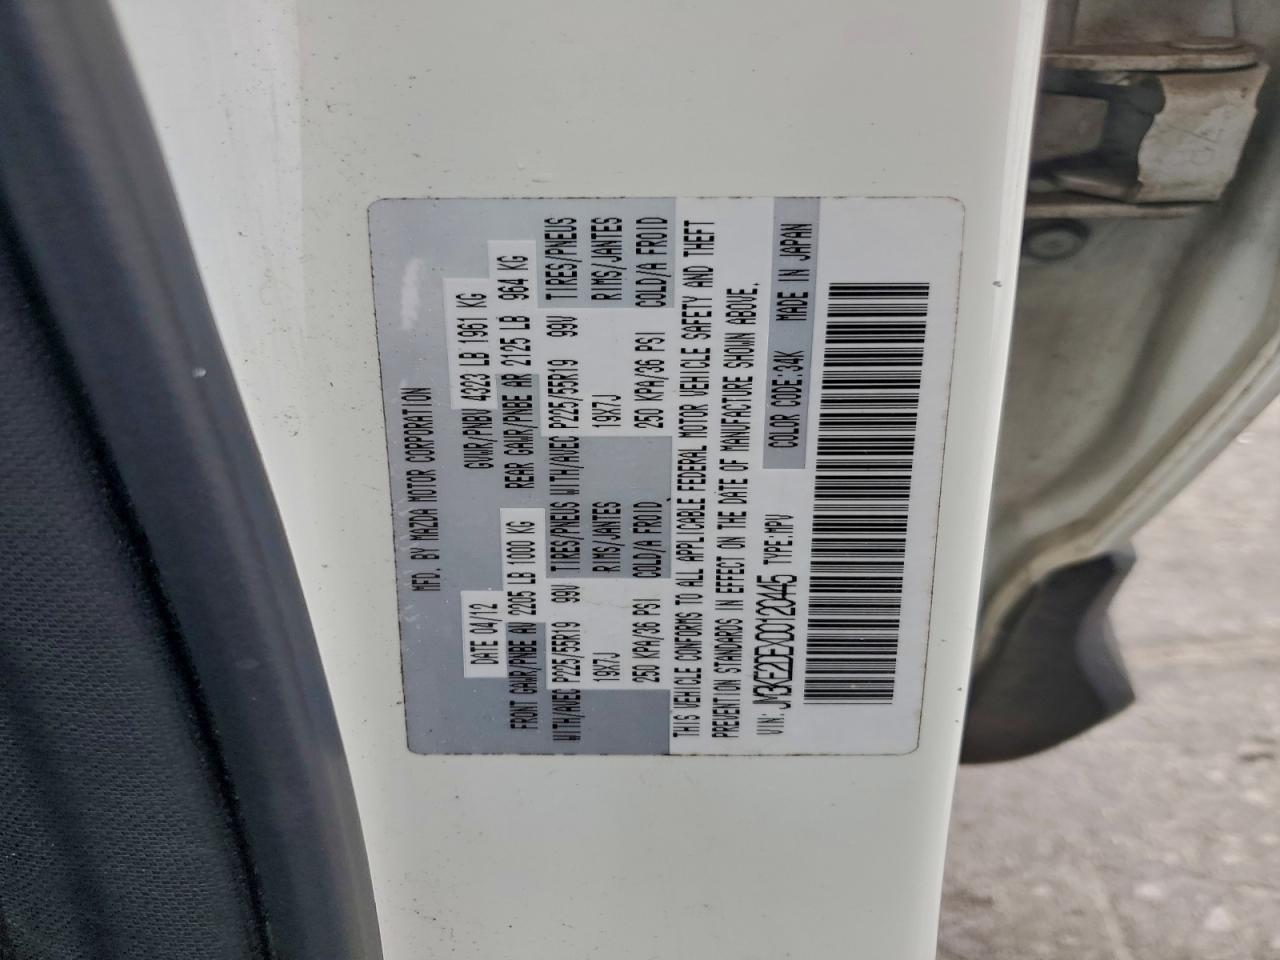 MFD. BY MAZDA MOTOR CORPORATION
DATE 04/12 GVWR/PNBV 4323 LB 1961 KG
FRONT GAWR/PNBE AV 2205 LB 1000 KG REAR GAWR/PNBE AR 2125 LB 964 KG
WITH/AVEC P225/55R19 99V TIRES/PNEUS WITH/AVEC P225/55R19 99V TIRES/PNEUS
19X7J RIMS/JANTES 19X7J RIMS/JANTES
250 KPA/36 PSI COLD/A FROID 250 KPA/36 PSI COLD/A FROID
THIS VEHICLE CONFORMS TO ALL APPLICABLE FEDERAL MOTOR VEHICLE SAFETY AND THEFT
PREVENTION STANDARDS IN EFFECT ON THE DATE OF MANUFACTURE SHOWN ABOVE.
VIN: JM3KE2DEXD0120445 TYPE:MPV COLOR CODE:34K MADE IN JAPAN